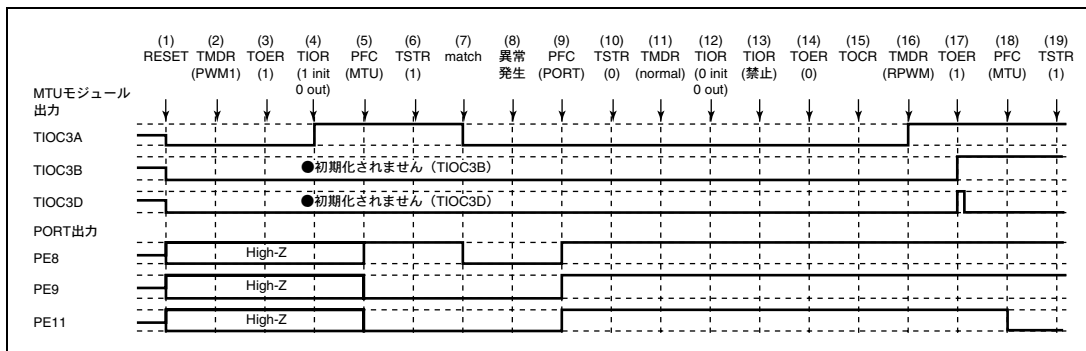 (1) (2) (3) (4) (5) (6) (7) (8) (9) (10) (11) (12) (13) (14) (15) (16) (17) (18) (19)
RESET TMDR TOER TIOR PFC TSTR match 異常 PFC TSTR TMDR TIOR TIOR TOER TOCR TMDR TOER PFC TSTR
(PWM1) (1) (1 init (MTU) (1) 発生 (PORT) (0) (normal) (0 init (禁止) (0) (RPWM) (1) (MTU) (1)
0 out) 0 out)
MTUモジュール
出力
TIOC3A
TIOC3B ●初期化されません（TIOC3B）
TIOC3D ●初期化されません（TIOC3D）
PORT出力
PE8 High-Z
PE9 High-Z
PE11 High-Z